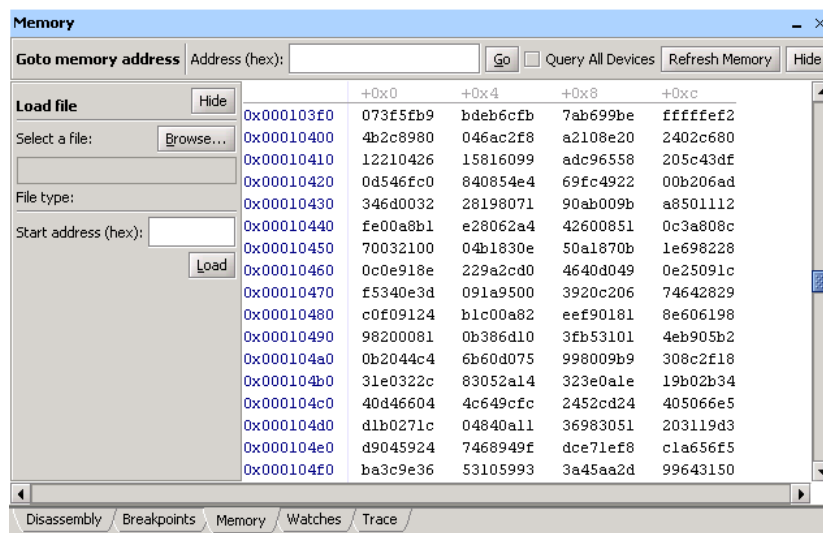 Memory
Goto memory address Address (hex): Go Query All Devices Refresh Memory Hide
Load file Hide
Select a file: Browse...
File type:
Start address (hex):
Load
+0x0 +0x4 +0x8 +0xc
0x000103f0 073f5fb9 bdeb6cfb 7ab699be fffffef2
0x00010400 4b2c8980 046ac2f8 a2108e20 2402c680
0x00010410 12210426 15816099 adc96558 205c43df
0x00010420 0d546fc0 840854e4 69fc4922 00b206ad
0x00010430 346d0032 28198071 90ab009b a8501112
0x00010440 fe00a8b1 e28062a4 42600851 0c3a808c
0x00010450 70032100 04b1830e 50a1870b 1e698228
0x00010460 0c0e918e 229a2cd0 4640d049 0e25091c
0x00010470 f5340e3d 091a9500 3920c206 74642829
0x00010480 c0f09124 b1c00a82 eef90181 8e606198
0x00010490 98200081 0b386d10 3fb53101 4eb905b2
0x000104a0 0b2044c4 6b60d075 998009b9 308c2f18
0x000104b0 31e0322c 83052a14 323e0a1e 19b02b34
0x000104c0 40d46604 4c649cfc 2452cd24 405066e5
0x000104d0 d1b0271c 04840a11 36983051 203119d3
0x000104e0 d9045924 7468949f dce71ef8 c1a656f5
0x000104f0 ba3c9e36 53105993 3a45aa2d 99643150
Disassembly Breakpoints Memory Watches Trace